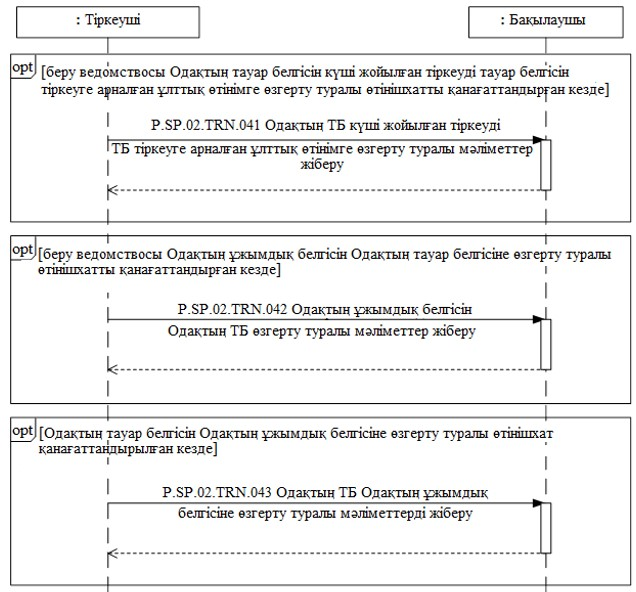 : Тіркеуші
: Бақылаушы
opt
[беру ведомствосы Одақтың тауар белгісін күші жойылған тіркеуді тауар белгісін
тіркеуге арналған ұлттық өтінімге өзгерту туралы өтінішхатты қанағаттандырған кезде]
P.SP.02.TRN.041 Одақтың ТБ күші жойылған тіркеуді
ТБ тіркеуге арналған ұлттық өтінімге өзгерту туралы мәліметтер
жіберу
opt
[беру ведомствосы Одақтың ұжымдық белгісін Одақтың тауар белгісіне өзгерту туралы
өтінішхатты қанағаттандырған кезде]
P.SP.02.TRN.042 Одақтың ұжымдық белгісін
Одақтың ТБ өзгерту туралы мәліметтер жіберу
opt
[Одақтың тауар белгісін Одақтың ұжымдық белгісіне өзгерту туралы өтінішхат
қанағаттандырылған кезде]
P.SP.02.TRN.043 Одақтың ТБ Одақтың ұжымдық
белгісіне өзгерту туралы мәліметтерді жіберу